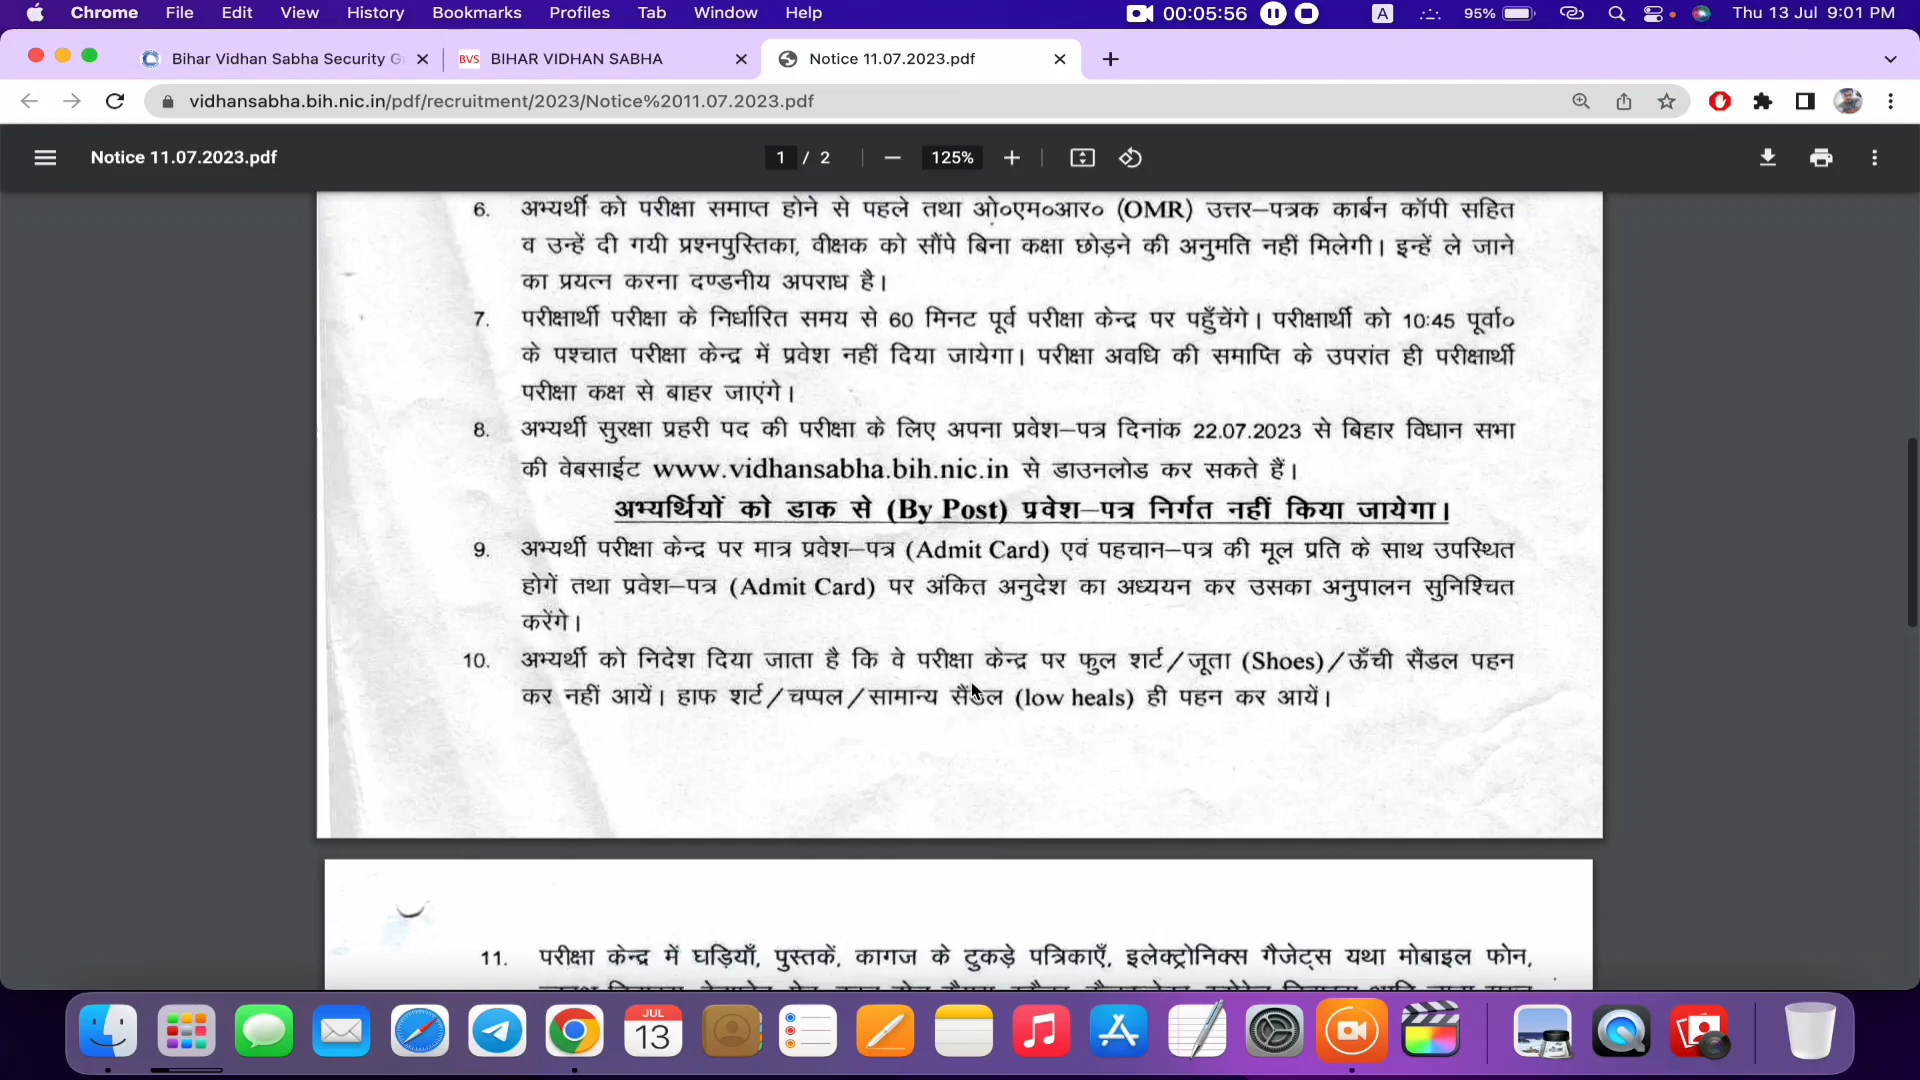 Chrome File Edit View History Bookmarks Profiles Tab Window Help 00:05:56 A 95% Thu 13 Jul 9:01 PM
Bihar Vidhan Sabha Security G BVS BIHAR VIDHAN SABHA Notice 11.07.2023.pdf
vidhansabha.bih.nic.in/pdf/recruitment/2023/Notice%2011.07.2023.pdf
Notice 11.07.2023.pdf 1 / 2 125%
6. अभ्यर्थी को परीक्षा समाप्त होने से पहले तथा ओ०एम०आर० (OMR) उत्तर–पत्रक कार्बन कॉपी सहित
व उन्हें दी गयी प्रश्नपुस्तिका, वीक्षक को सौंपे बिना कक्षा छोड़ने की अनुमति नहीं मिलेगी। इन्हें ले जाने
का प्रयत्न करना दण्डनीय अपराध है।
7. परीक्षार्थी परीक्षा के निर्धारित समय से 60 मिनट पूर्व परीक्षा केन्द्र पर पहुँचेंगे। परीक्षार्थी को 10:45 पूर्वा०
के पश्चात परीक्षा केन्द्र में प्रवेश नहीं दिया जायेगा। परीक्षा अवधि की समाप्ति के उपरांत ही परीक्षार्थी
परीक्षा कक्ष से बाहर जाएंगे।
8. अभ्यर्थी सुरक्षा प्रहरी पद की परीक्षा के लिए अपना प्रवेश–पत्र दिनांक 22.07.2023 से बिहार विधान सभा
की वेबसाईट www.vidhansabha.bih.nic.in से डाउनलोड कर सकते हैं।
अभ्यर्थियों को डाक से (By Post) प्रवेश–पत्र निर्गत नहीं किया जायेगा।
9. अभ्यर्थी परीक्षा केन्द्र पर मात्र प्रवेश–पत्र (Admit Card) एवं पहचान–पत्र की मूल प्रति के साथ उपस्थित
होगें तथा प्रवेश–पत्र (Admit Card) पर अंकित अनुदेश का अध्ययन कर उसका अनुपालन सुनिश्चित
करेंगे।
10. अभ्यर्थी को निदेश दिया जाता है कि वे परीक्षा केन्द्र पर फुल शर्ट/जूता (Shoes)/ऊँची सैंडल पहन
कर नहीं आयें। हाफ शर्ट/चप्पल/सामान्य सैंडल (low heals) ही पहन कर आयें।
11. परीक्षा केन्द्र में घड़ियाँ, पुस्तकें, कागज के टुकड़े पत्रिकाएँ, इलेक्ट्रोनिक्स गैजेट्स यथा मोबाइल फोन,
JUL
13